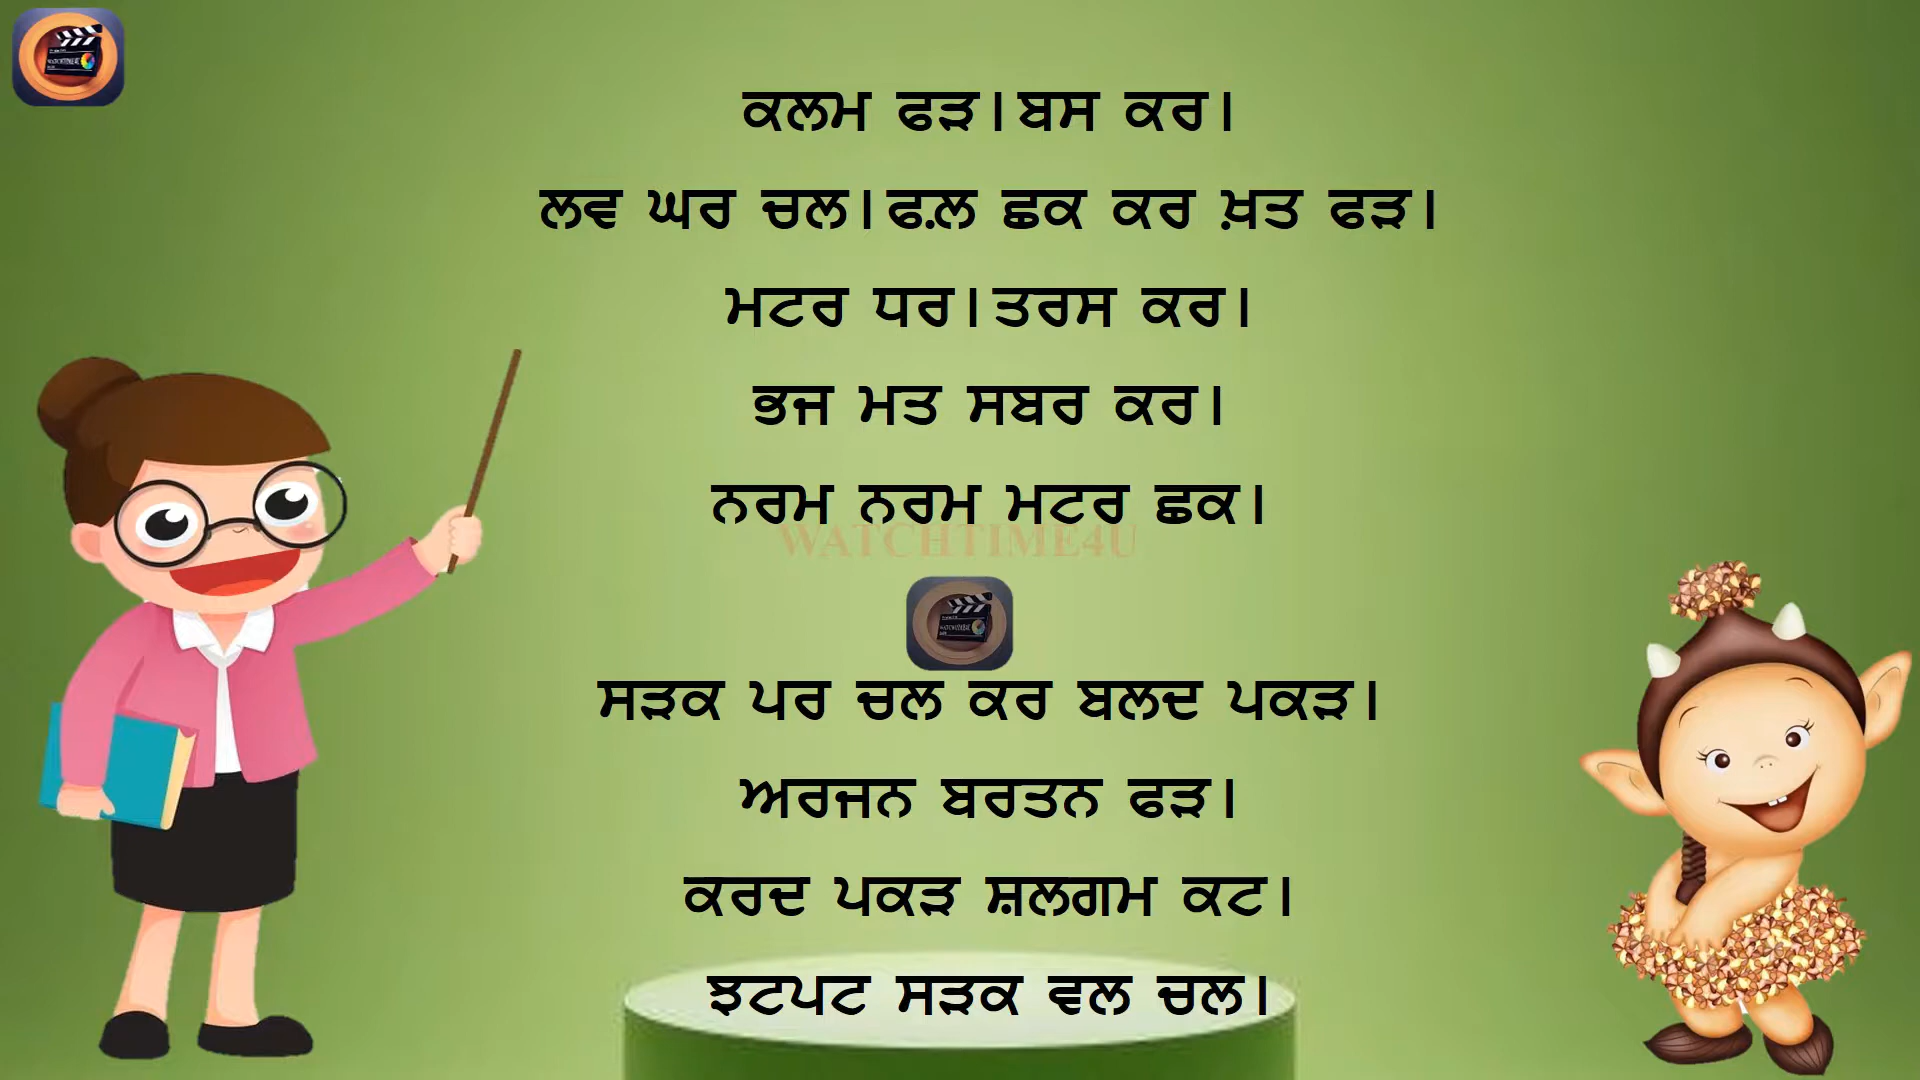 ਕਲਮ ਫੜ।ਬਸ ਕਰ।
ਲਵ ਘਰ ਚਲ।ਫਲ਼ ਛਕ ਕਰ ਖ਼ਤ ਫੜ।
ਮਟਰ ਧਰ।ਤਰਸ ਕਰ।
ਭਜ ਮਤ ਸਬਰ ਕਰ।
ਨਰਮ ਨਰਮ ਮਟਰ ਛਕ।
WATCHTIME4U
ਸੜਕ ਪਰ ਚਲ ਕਰ ਬਲਦ ਪਕੜ।
ਅਰਜਨ ਬਰਤਨ ਫੜ।
ਕਰਦ ਪਕੜ ਸ਼ਲਗਮ ਕਟ।
ਝਟਪਟ ਸੜਕ ਵਲ ਚਲ।